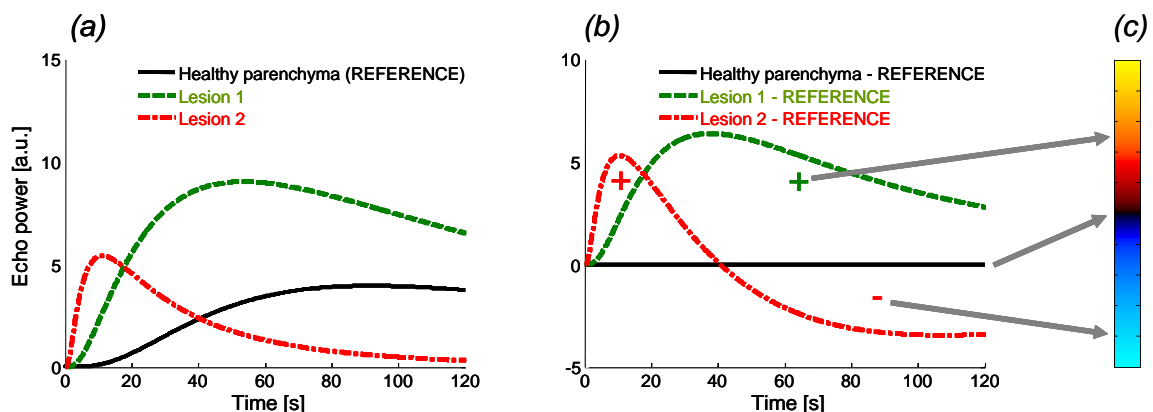 (a)
15
10
5
0
Echo power [a.u.]
Healthy parenchyma (REFERENCE)
Lesion 1
Lesion 2
0 20 40 60 80 100 120
Time [s]
(b)
10
5
0
-5
Healthy parenchyma - REFERENCE
Lesion 1 - REFERENCE
Lesion 2 - REFERENCE
+ +
-
0 20 40 60 80 100 120
Time [s]
(c)